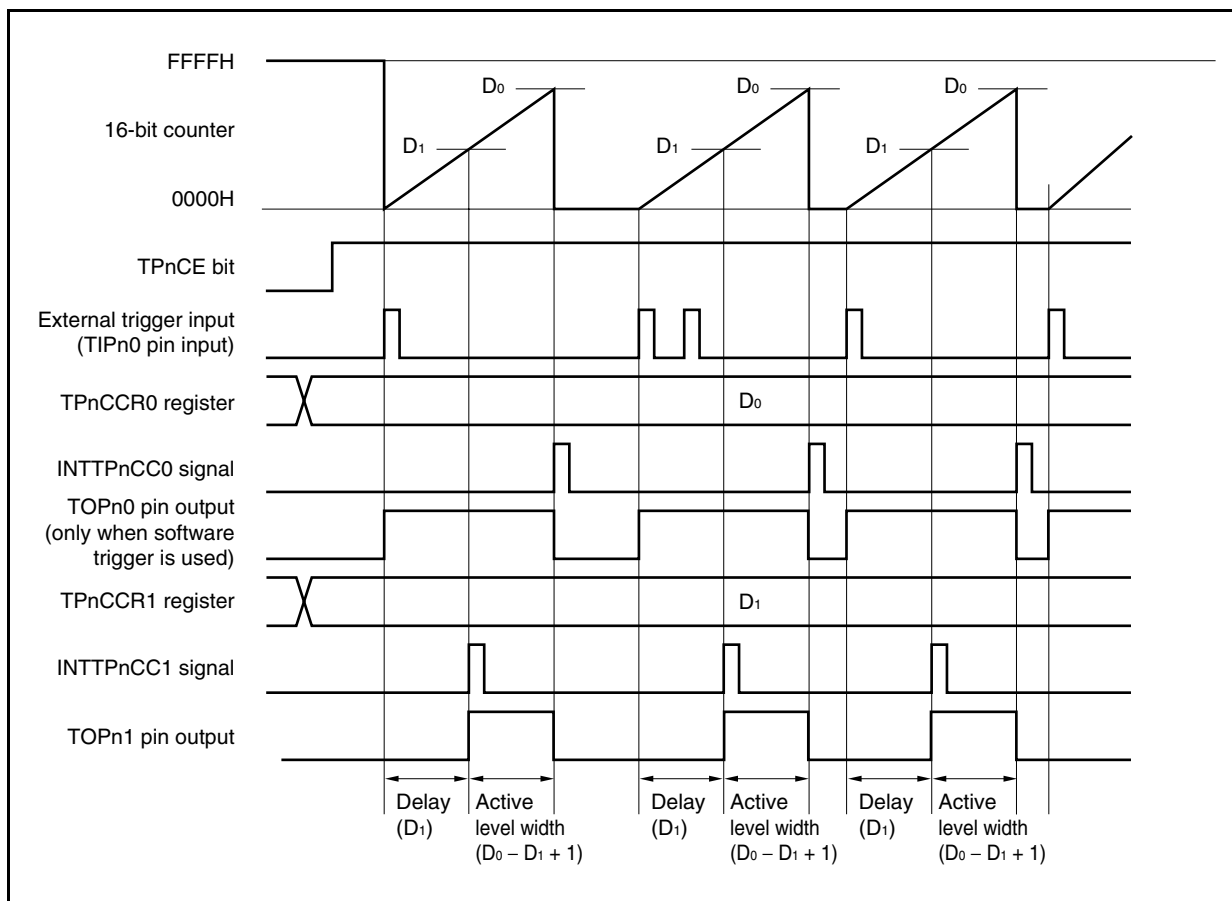 FFFFH
D0 D0 D0
16-bit counter
D1 D1 D1
0000H
TPnCE bit
External trigger input
(TIPn0 pin input)
TPnCCR0 register
D0
INTTPnCC0 signal
TOPn0 pin output
(only when software
trigger is used)
TPnCCR1 register
D1
INTTPnCC1 signal
TOPn1 pin output
Delay
(D1)
Active
level width
(D0 – D1 + 1)
Delay
(D1)
Active
level width
(D0 – D1 + 1)
Delay
(D1)
Active
level width
(D0 – D1 + 1)